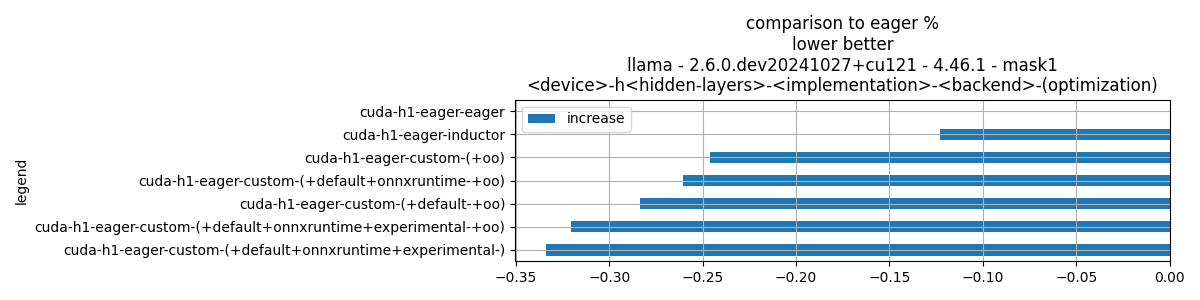 comparison to eager %
lower better
llama - 2.6.0.dev20241027+cu121 - 4.46.1 - mask1
<device>-h<hidden-layers>-<implementation>-<backend>-(optimization)
legend
cuda-h1-eager-eager
cuda-h1-eager-inductor
cuda-h1-eager-custom-(+oo)
cuda-h1-eager-custom-(+default+onnxruntime-+oo)
cuda-h1-eager-custom-(+default-+oo)
cuda-h1-eager-custom-(+default+onnxruntime+experimental-+oo)
cuda-h1-eager-custom-(+default+onnxruntime+experimental-)
increase
−0.35 −0.30 −0.25 −0.20 −0.15 −0.10 −0.05 0.00